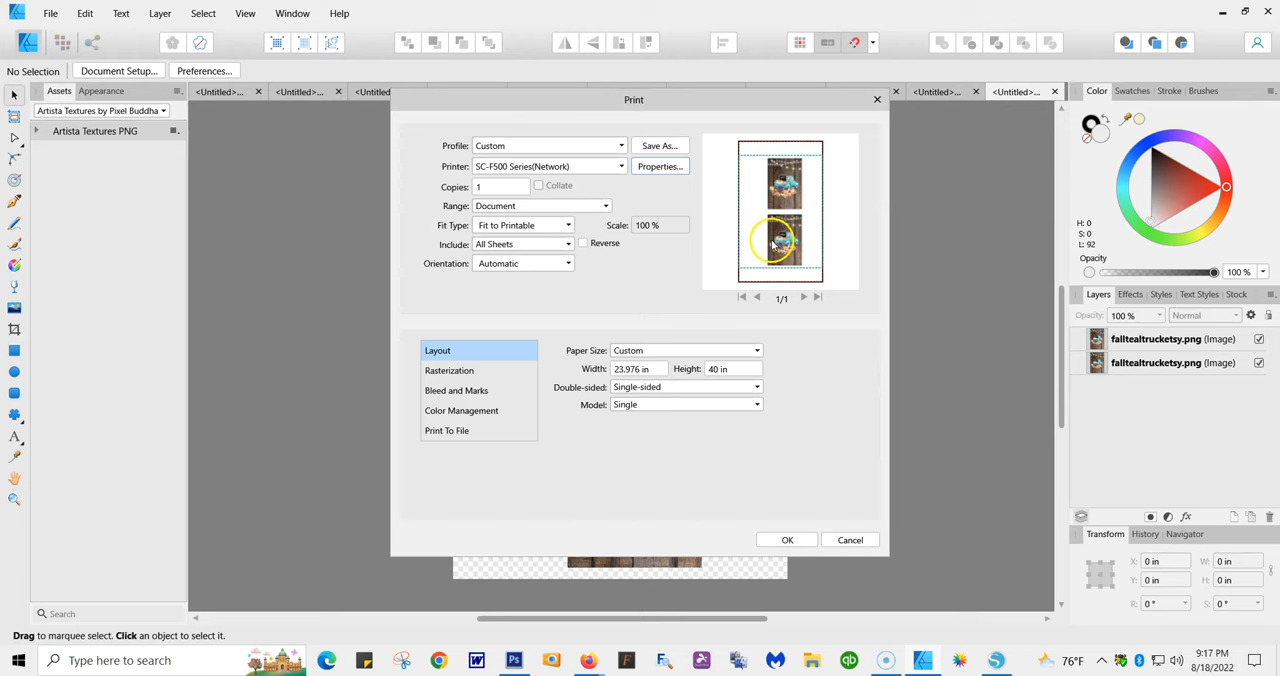 File Edit Text Layer Select View Window Help
No Selection Document Setup... Preferences...
Assets Appearance
<Untitled>... <Untitled>... <Untitled <Untitled>... <Untitled>...
Artista Textures by Pixel Buddha
Artista Textures PNG
Search
Print
Profile: Custom Save As...
Printer: SC-F500 Series(Network) Properties...
Copies: 1 Collate
Range: Document
Fit Type: Fit to Printable Scale: 100 %
Include: All Sheets Reverse
Orientation: Automatic
1/1
Layout
Rasterization
Bleed and Marks
Color Management
Print To File
Paper Size: Custom
Width: 23.976 in Height: 40 in
Double-sided: Single-sided
Model: Single
OK Cancel
Color Swatches Stroke Brushes
H: 0
S: 0
L: 92
Opacity
100 %
Layers Effects Styles Text Styles Stock
Opacity: 100 % Normal
falltealtrucketsy.png (Image)
falltealtrucketsy.png (Image)
fx
Transform History Navigator
X: 0 in W: 0 in
Y: 0 in H: 0 in
R: 0 ° S: 0 °
Drag to marquee select. Click an object to select it.
Type here to search
76°F
9:17 PM
8/18/2022